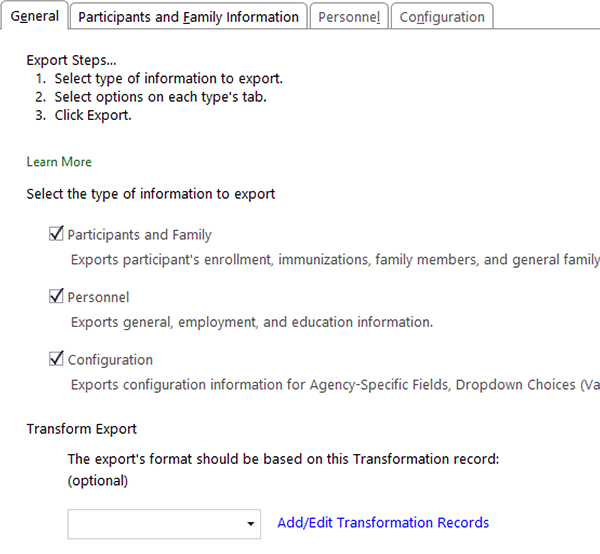 General
Participants and Family Information
Personnel
Configuration
Export Steps...
1. Select type of information to export.
2. Select options on each type's tab.
3. Click Export.
Learn More
Select the type of information to export
Participants and Family
Exports participant's enrollment, immunizations, family members, and general family
Personnel
Exports general, employment, and education information.
Configuration
Exports configuration information for Agency-Specific Fields, Dropdown Choices (Va
Transform Export
The export's format should be based on this Transformation record:
(optional)
Add/Edit Transformation Records